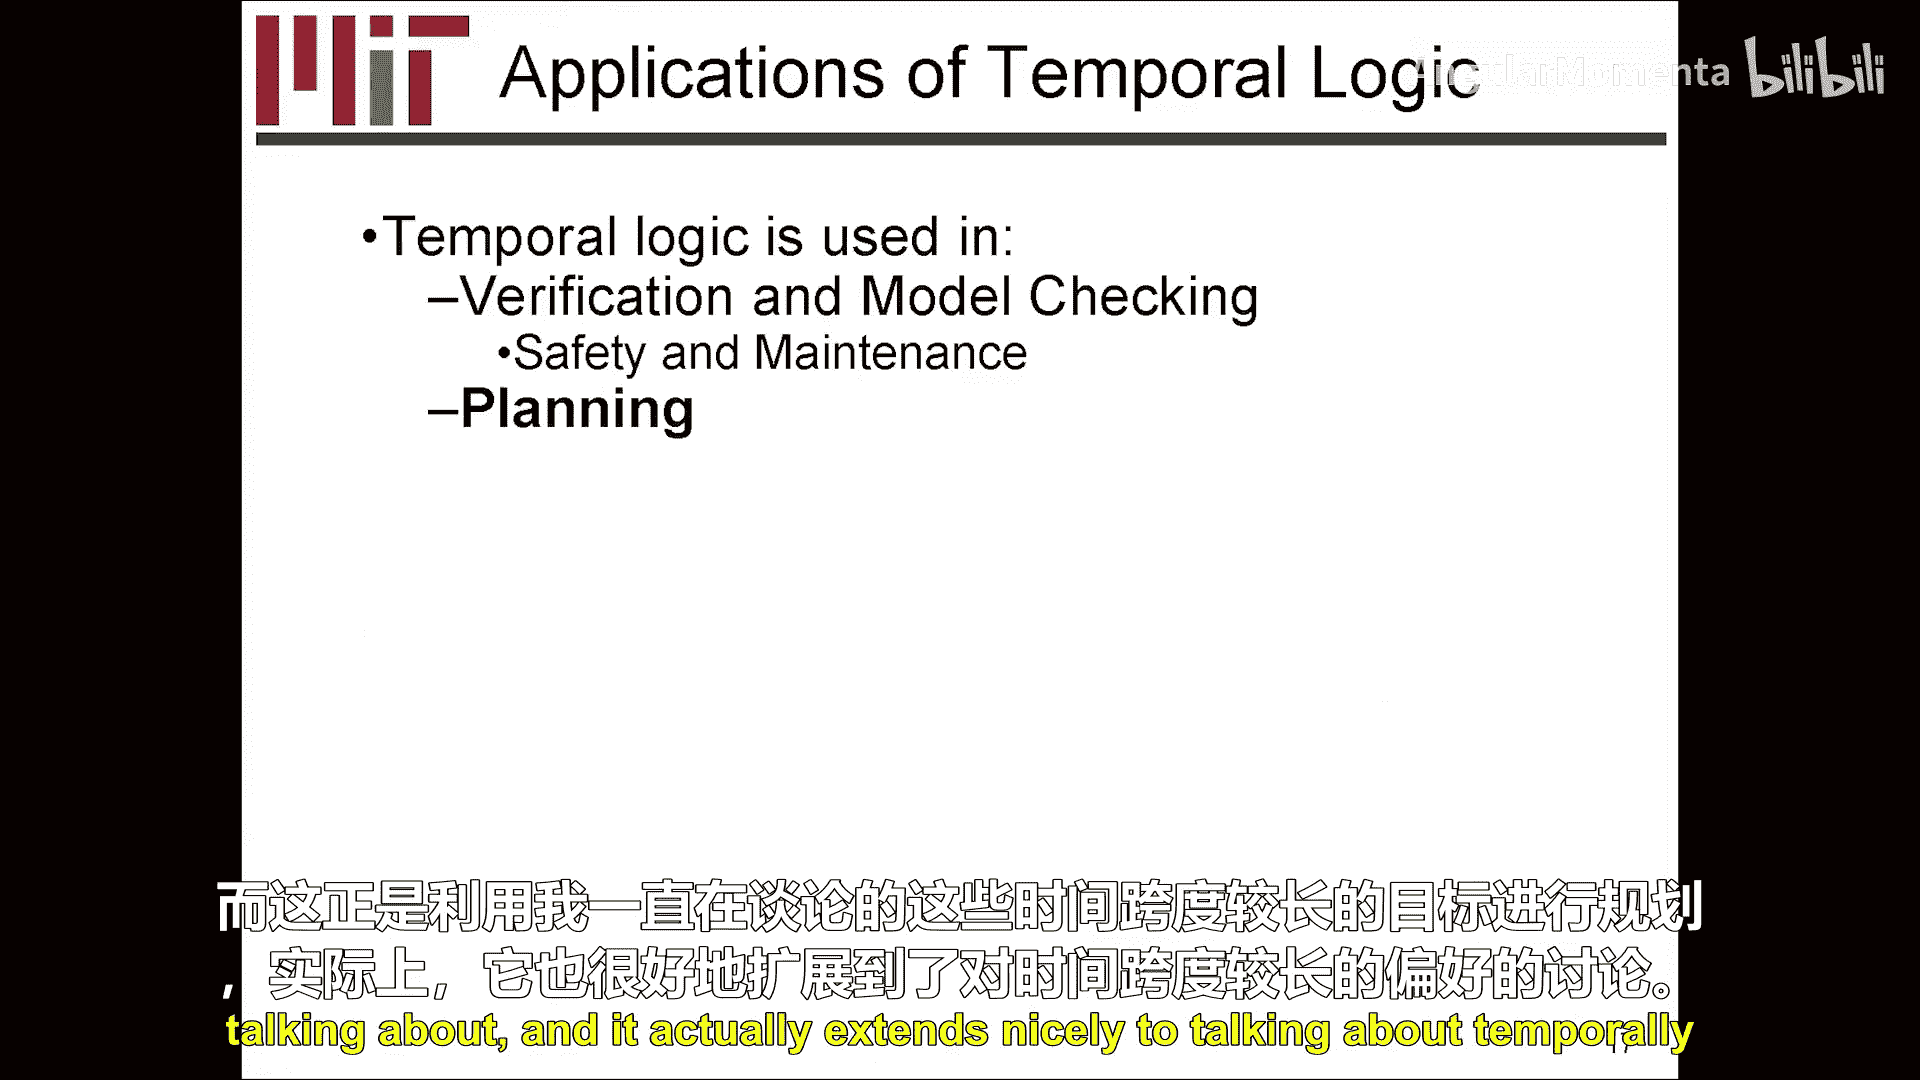 MIT
Applications of Temporal Logic
AngularMomenta bilibili
•Temporal logic is used in:
–Verification and Model Checking
•Safety and Maintenance
–Planning
而这正是利用我一直在谈论的这些时间跨度较长的目标进行规划
，实际上，它也很好地扩展到了对时间跨度较长的偏好的讨论。
talking about, and it actually extends nicely to talking about temporally